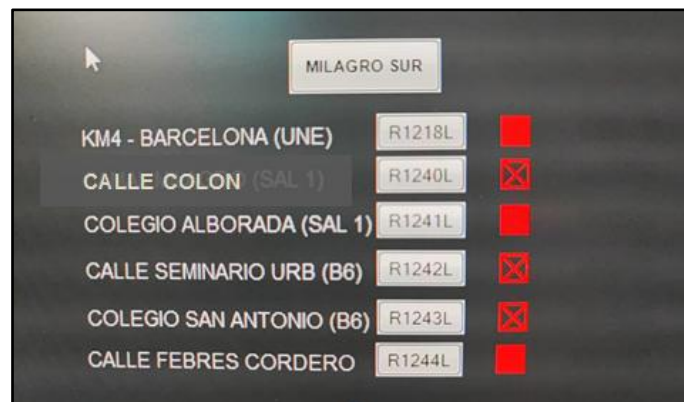 MILAGRO SUR
KM4 - BARCELONA (UNE) R1218L
CALLE COLON (SAL 1) R1240L
COLEGIO ALBORADA (SAL 1) R1241L
CALLE SEMINARIO URB (B6) R1242L
COLEGIO SAN ANTONIO (B6) R1243L
CALLE FEBRES CORDERO R1244L